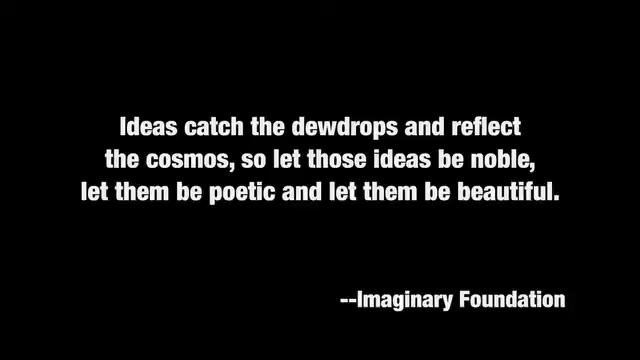 Ideas catch the dewdrops and reflect
the cosmos, so let those ideas be noble,
let them be poetic and let them be beautiful.
--Imaginary Foundation